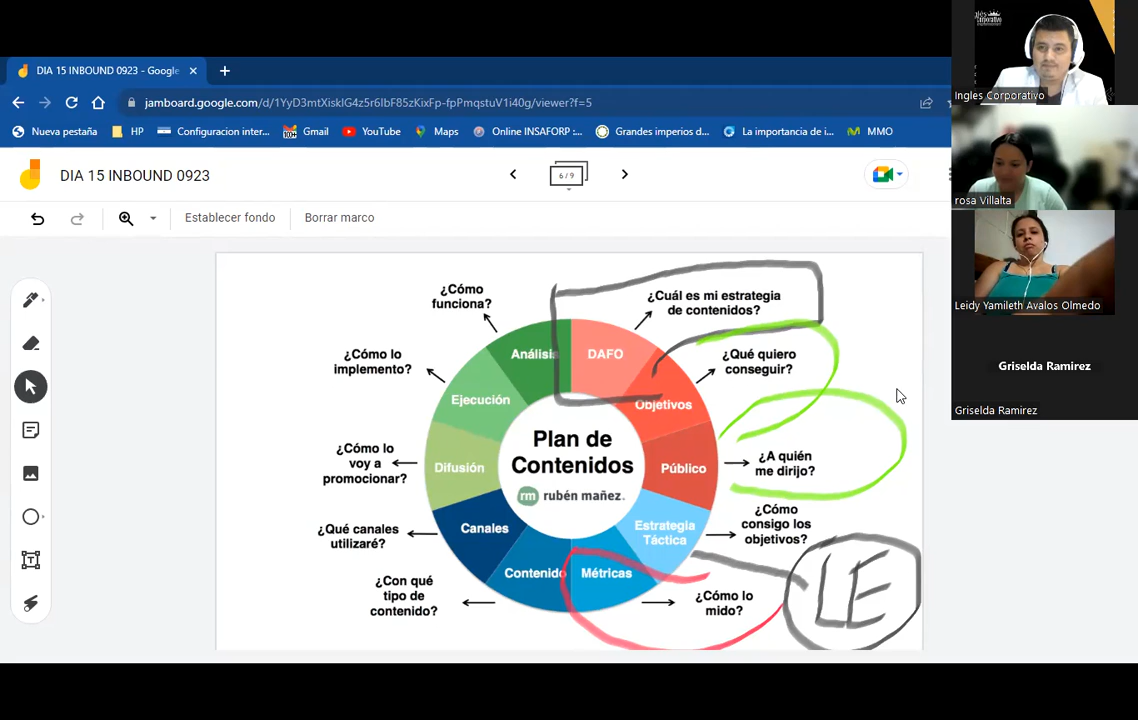 DIA 15 INBOUND 0923 - Google
jamboard.google.com/d/1YyD3mtXisklG4z5r6IbF85zKixFp-fpPmqstuV1i40g/viewer?f=5
Nueva pestaña
HP
Configuracion inter...
Gmail
YouTube
Maps
Online INSAFORP :...
Grandes imperios d...
La importancia de i...
MMO
DIA 15 INBOUND 0923
6 / 9
Establecer fondo
Borrar marco
¿Cómo
funciona?
¿Cuál es mi estrategia
de contenidos?
¿Cómo lo
implemento?
Análisis
DAFO
¿Qué quiero
conseguir?
Ejecución
Objetivos
Plan de
Contenidos
rm rubén mañez.
¿Cómo lo
voy a
promocionar?
Difusión
Público
¿A quién
me dirijo?
¿Qué canales
utilizaré?
Canales
Estrategia
Táctica
¿Cómo
consigo los
objetivos?
¿Con qué
tipo de
contenido?
Contenido
Métricas
¿Cómo lo
mido?
LE
Ingles Corporativo
rosa Villalta
Leidy Yamileth Avalos Olmedo
Griselda Ramirez
Griselda Ramirez